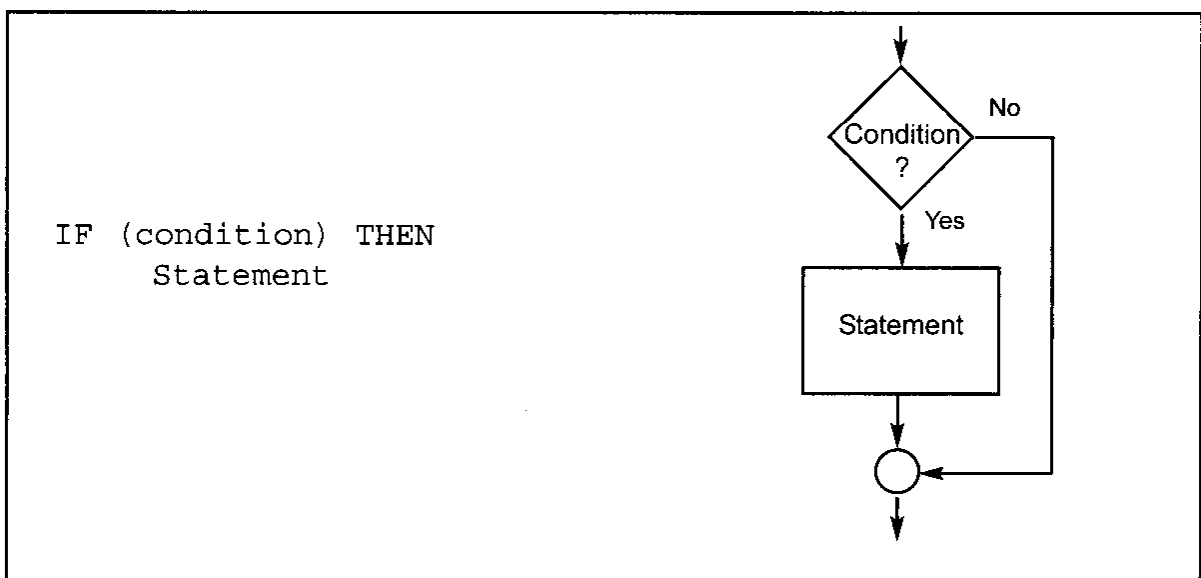 IF (condition) THEN
Statement
No
Condition
?
Yes
Statement